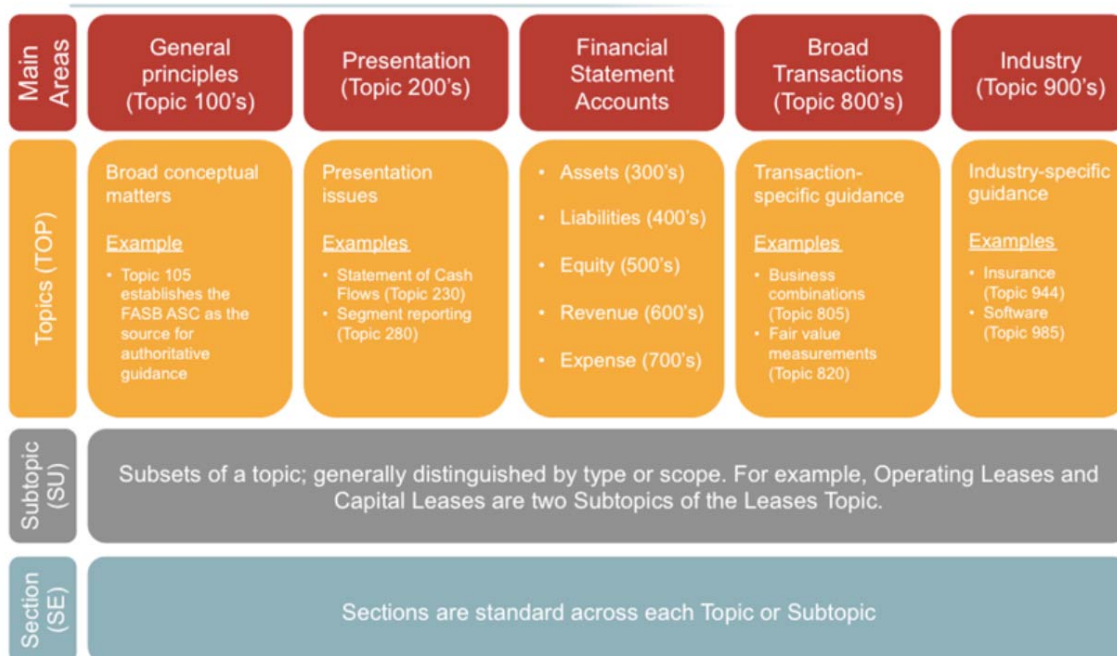 Main
Areas
General
principles
(Topic 100's)
Presentation
(Topic 200's)
Financial
Statement
Accounts
Broad
Transactions
(Topic 800's)
Industry
(Topic 900's)
Topics (TOP)
Broad conceptual
matters
Example
• Topic 105
establishes the
FASB ASC as the
source for
authoritative
guidance
Presentation
issues
Examples
• Statement of Cash
Flows (Topic 230)
• Segment reporting
(Topic 280)
• Assets (300's)
• Liabilities (400's)
• Equity (500's)
• Revenue (600's)
• Expense (700's)
Transaction-
specific guidance
Examples
• Business
combinations
(Topic 805)
• Fair value
measurements
(Topic 820)
Industry-specific
guidance
Examples
• Insurance
(Topic 944)
• Software
(Topic 985)
Subtopic
(SU)
Subsets of a topic; generally distinguished by type or scope. For example, Operating Leases and
Capital Leases are two Subtopics of the Leases Topic.
Section
(SE)
Sections are standard across each Topic or Subtopic